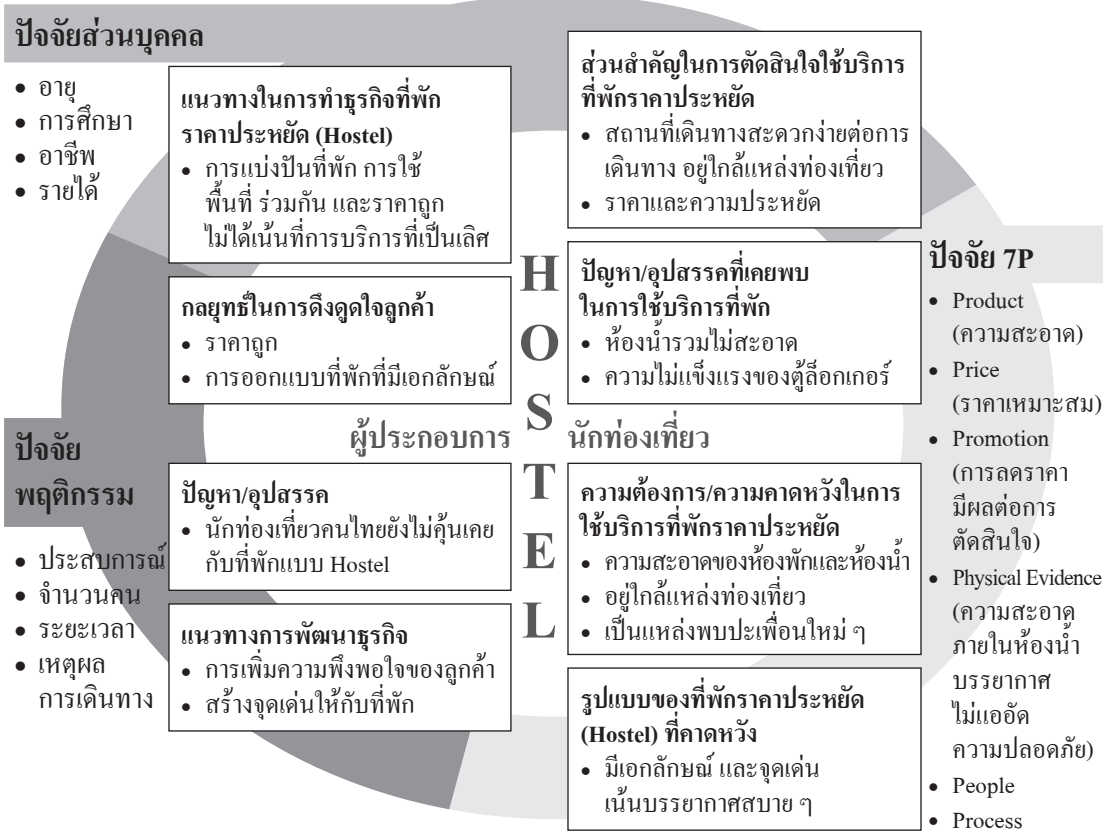 ปัจจัยส่วนบุคคล
• อายุ
• การศึกษา
• อาชีพ
• รายได้
แนวทางในการทำธุรกิจที่พัก
ราคาประหยัด (Hostel)
• การแบ่งปันที่พัก การใช้
พื้นที่ ร่วมกัน และราคาถูก
ไม่ได้เน้นที่การบริการที่เป็นเลิศ
กลยุทธ์ในการดึงดูดใจลูกค้า
• ราคาถูก
• การออกแบบที่พักที่มีเอกลักษณ์
ผู้ประกอบการ
ปัจจัย
พฤติกรรม
• ประสบการณ์
• จำนวนคน
• ระยะเวลา
• เหตุผล
การเดินทาง
ปัญหา/อุปสรรค
• นักท่องเที่ยวคนไทยยังไม่คุ้นเคย
กับที่พักแบบ Hostel
แนวทางการพัฒนาธุรกิจ
• การเพิ่มความพึงพอใจของลูกค้า
• สร้างจุดเด่นให้กับที่พัก
H
O
S
T
E
L
ส่วนสำคัญในการตัดสินใจใช้บริการ
ที่พักราคาประหยัด
• สถานที่เดินทางสะดวกง่ายต่อการ
เดินทาง อยู่ใกล้แหล่งท่องเที่ยว
• ราคาและความประหยัด
ปัญหา/อุปสรรคที่เคยพบ
ในการใช้บริการที่พัก
• ห้องน้ำรวมไม่สะอาด
• ความไม่แข็งแรงของตู้ล็อกเกอร์
นักท่องเที่ยว
ความต้องการ/ความคาดหวังในการ
ใช้บริการที่พักราคาประหยัด
• ความสะอาดของห้องพักและห้องน้ำ
• อยู่ใกล้แหล่งท่องเที่ยว
• เป็นแหล่งพบปะเพื่อนใหม่ ๆ
รูปแบบของที่พักราคาประหยัด
(Hostel) ที่คาดหวัง
• มีเอกลักษณ์ และจุดเด่น
เน้นบรรยากาศสบาย ๆ
ปัจจัย 7P
• Product
(ความสะอาด)
• Price
(ราคาเหมาะสม)
• Promotion
(การลดราคา
มีผลต่อการ
ตัดสินใจ)
• Physical Evidence
(ความสะอาด
ภายในห้องน้ำ
บรรยากาศ
ไม่แออัด
ความปลอดภัย)
• People
• Process